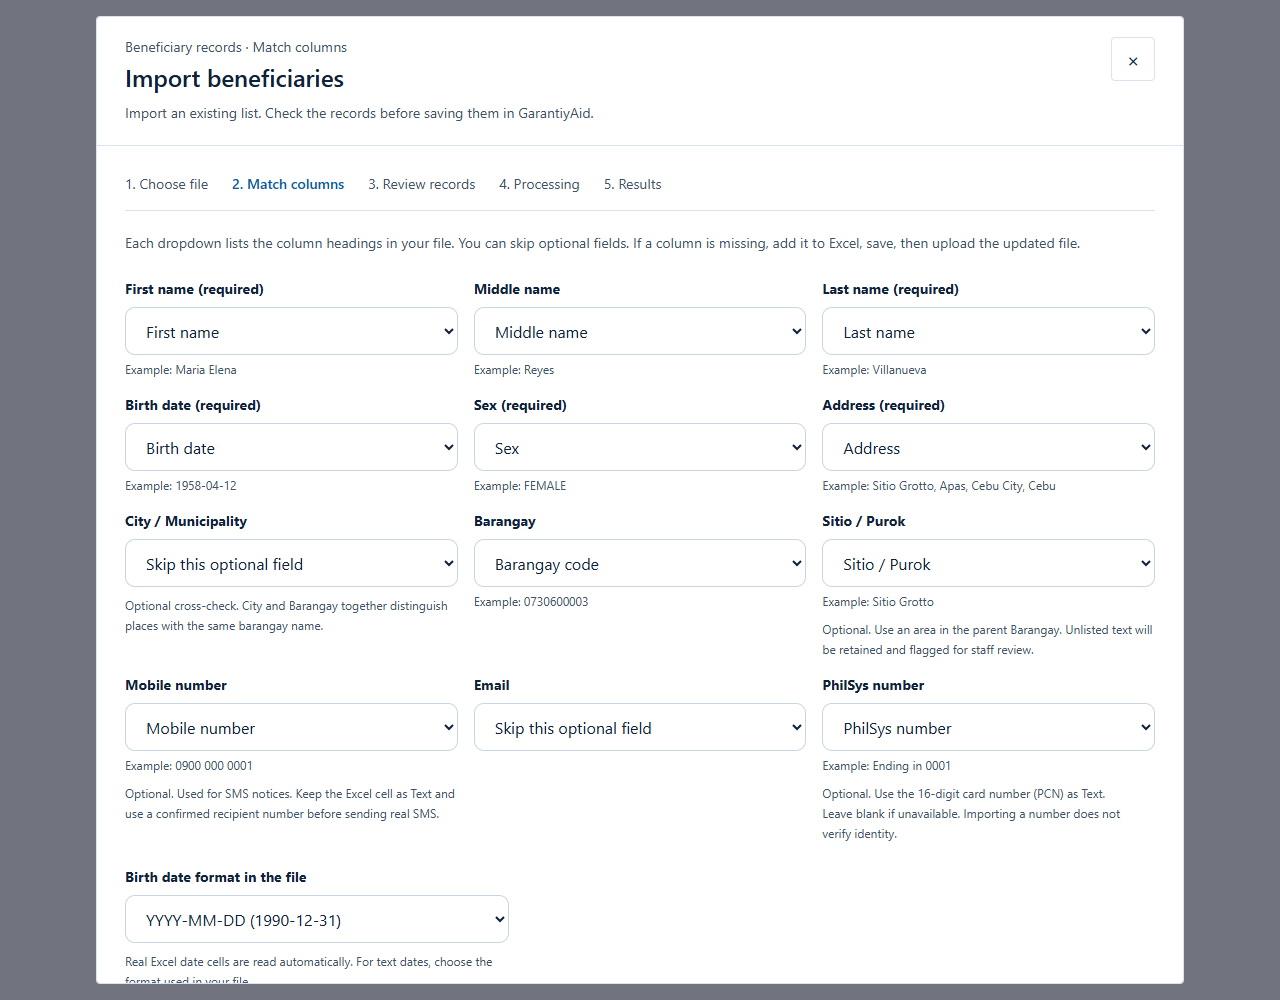 Beneficiary records · Match columns
Import beneficiaries
×
Import an existing list. Check the records before saving them in GarantiyAid.
1. Choose file 2. Match columns 3. Review records 4. Processing 5. Results
Each dropdown lists the column headings in your file. You can skip optional fields. If a column is missing, add it to Excel, save, then upload the updated file.
First name (required)
First name
Example: Maria Elena
Middle name
Middle name
Example: Reyes
Last name (required)
Last name
Example: Villanueva
Birth date (required)
Birth date
Example: 1958-04-12
Sex (required)
Sex
Example: FEMALE
Address (required)
Address
Example: Sitio Grotto, Apas, Cebu City, Cebu
City / Municipality
Skip this optional field
Optional cross-check. City and Barangay together distinguish
places with the same barangay name.
Barangay
Barangay code
Example: 0730600003
Sitio / Purok
Sitio / Purok
Example: Sitio Grotto
Optional. Use an area in the parent Barangay. Unlisted text will
be retained and flagged for staff review.
Mobile number
Mobile number
Example: 0900 000 0001
Optional. Used for SMS notices. Keep the Excel cell as Text and
use a confirmed recipient number before sending real SMS.
Email
Skip this optional field
PhilSys number
PhilSys number
Example: Ending in 0001
Optional. Use the 16-digit card number (PCN) as Text.
Leave blank if unavailable. Importing a number does not
verify identity.
Birth date format in the file
YYYY-MM-DD (1990-12-31)
Real Excel date cells are read automatically. For text dates, choose the
format used in your file.